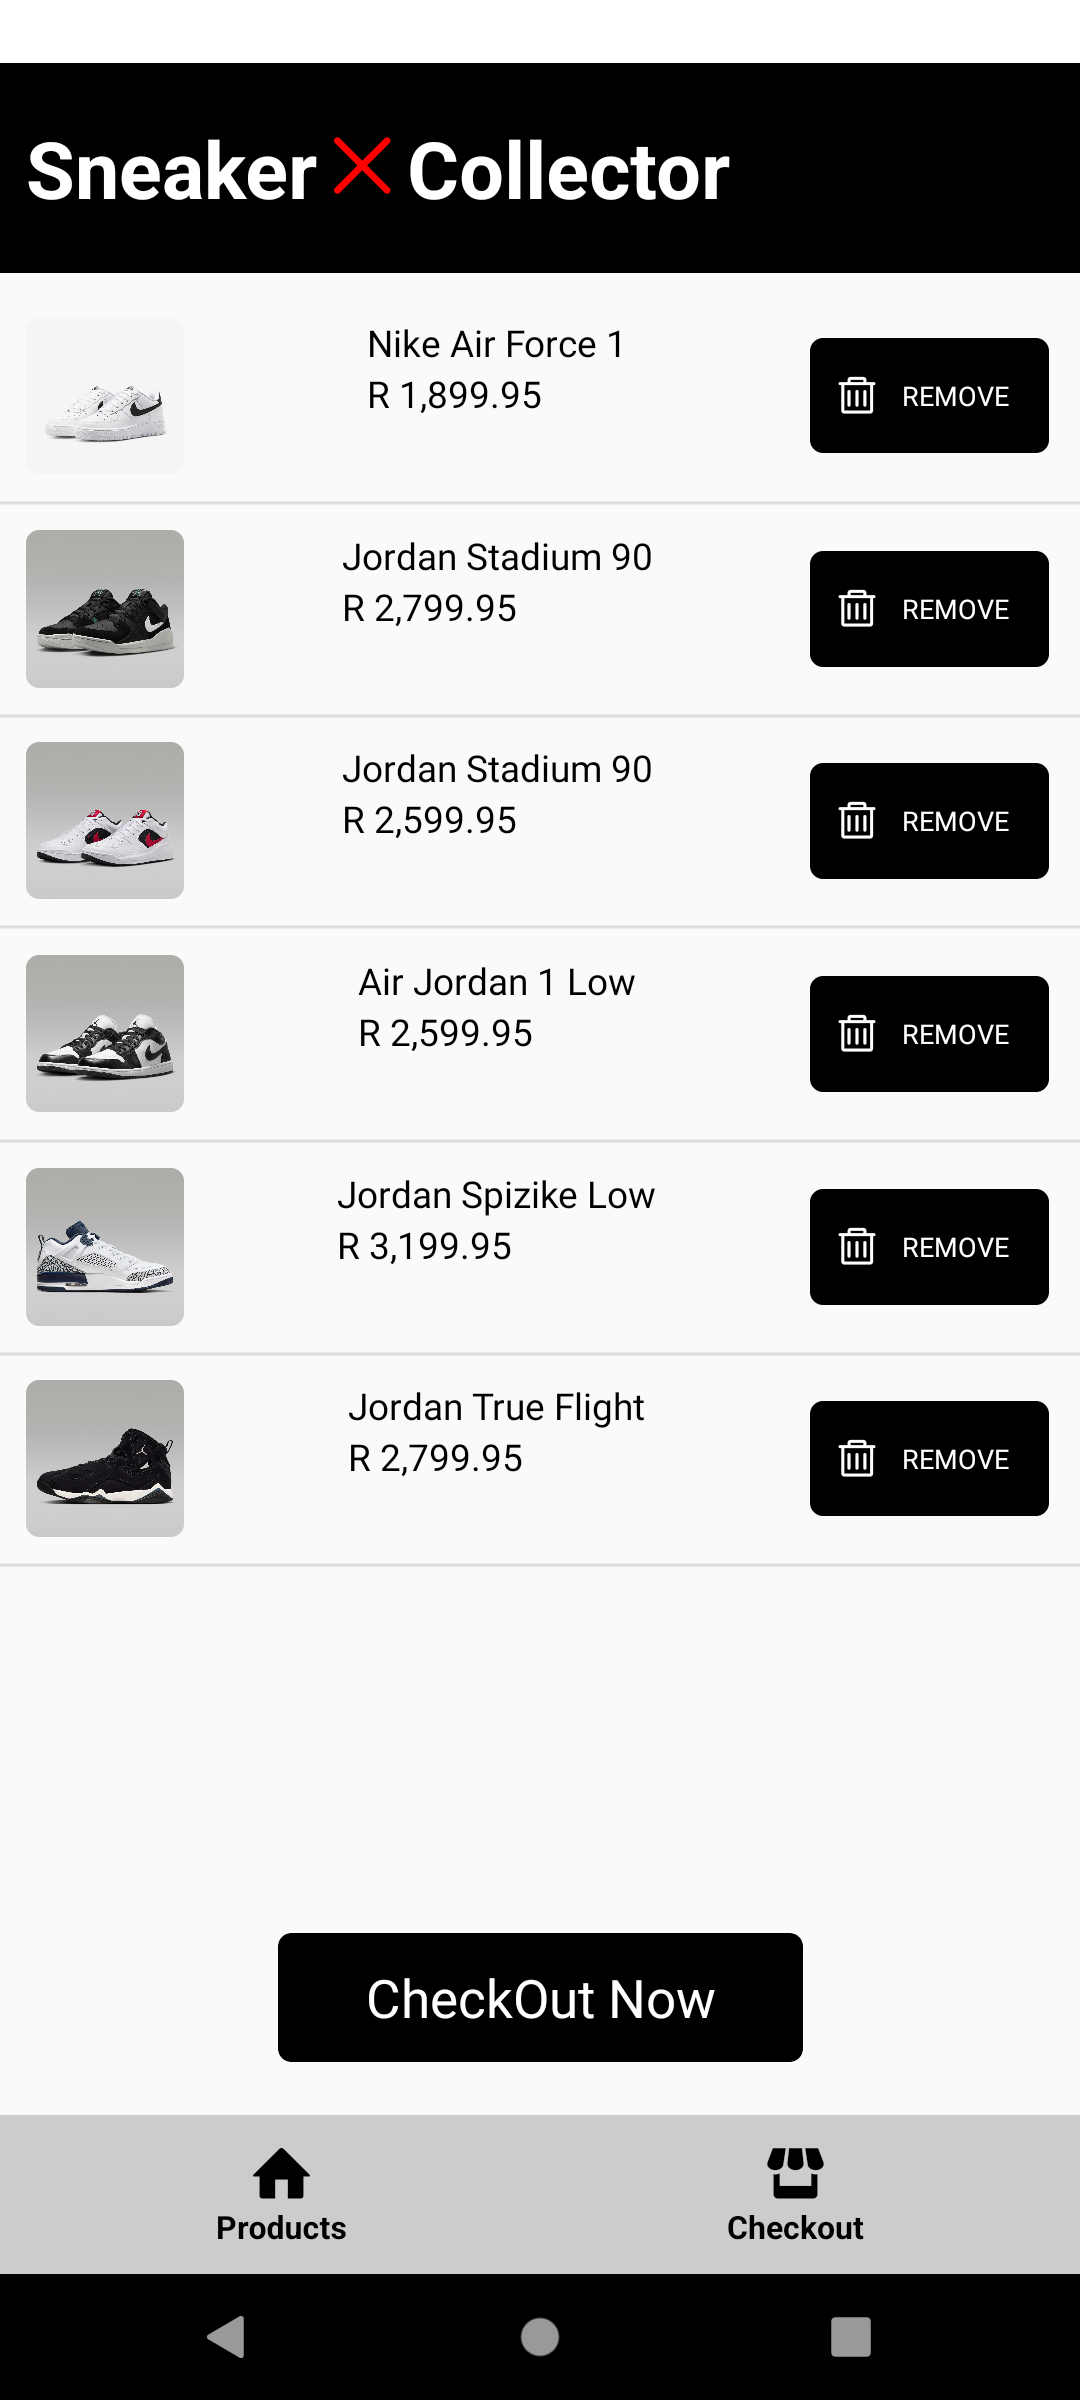 Sneaker X Collector
Nike Air Force 1
R 1,899.95
REMOVE
Jordan Stadium 90
R 2,799.95
REMOVE
Jordan Stadium 90
R 2,599.95
REMOVE
Air Jordan 1 Low
R 2,599.95
REMOVE
Jordan Spizike Low
R 3,199.95
REMOVE
Jordan True Flight
R 2,799.95
REMOVE
CheckOut Now
Products
Checkout